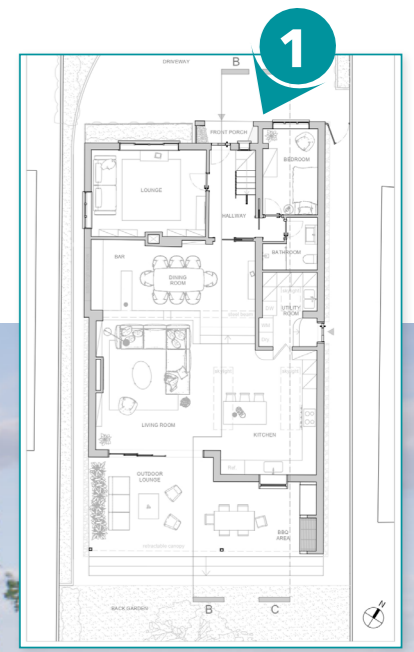 1
DRIVEWAY
B
FRONT PORCH
BEDROOM
LOUNGE
HALLWAY
BATHROOM
BAR
DINING
ROOM
UTILITY
ROOM
LIVING ROOM
KITCHEN
OUTDOOR
LOUNGE
BBQ
AREA
BACK GARDEN
B
C
N